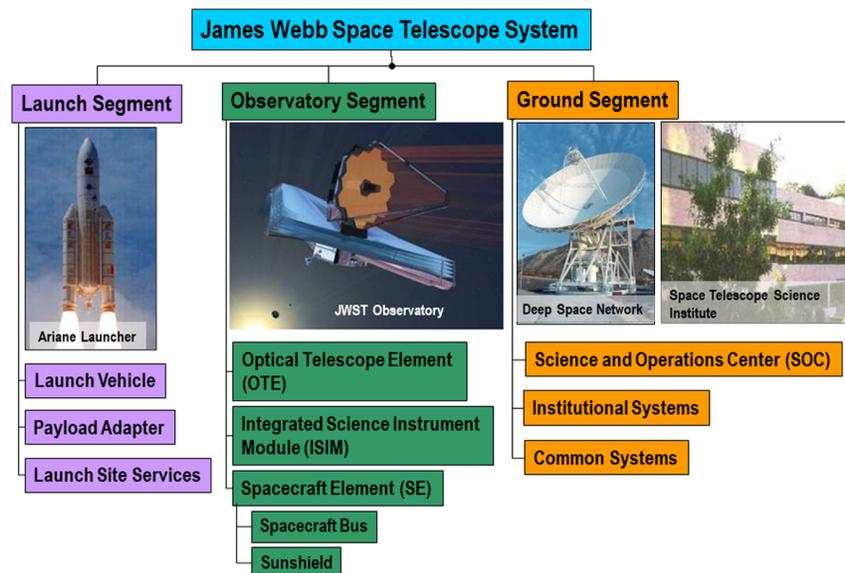 James Webb Space Telescope System
Launch Segment
Ariane Launcher
Launch Vehicle
Payload Adapter
Launch Site Services
Observatory Segment
JWST Observatory
Optical Telescope Element
(OTE)
Integrated Science Instrument
Module (ISIM)
Spacecraft Element (SE)
Spacecraft Bus
Sunshield
Ground Segment
Deep Space Network
Space Telescope Science
Institute
Science and Operations Center (SOC)
Institutional Systems
Common Systems